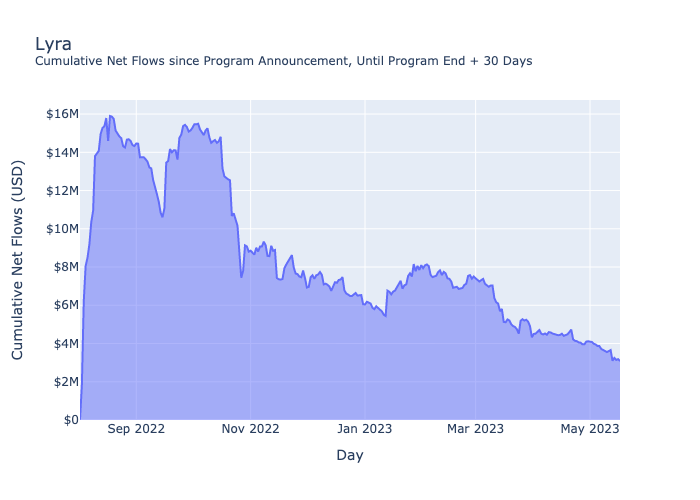 Lyra
Cumulative Net Flows since Program Announcement, Until Program End + 30 Days
Cumulative Net Flows (USD)
$16M
$14M
$12M
$10M
$8M
$6M
$4M
$2M
$0
Sep 2022 Nov 2022 Jan 2023 Mar 2023 May 2023
Day